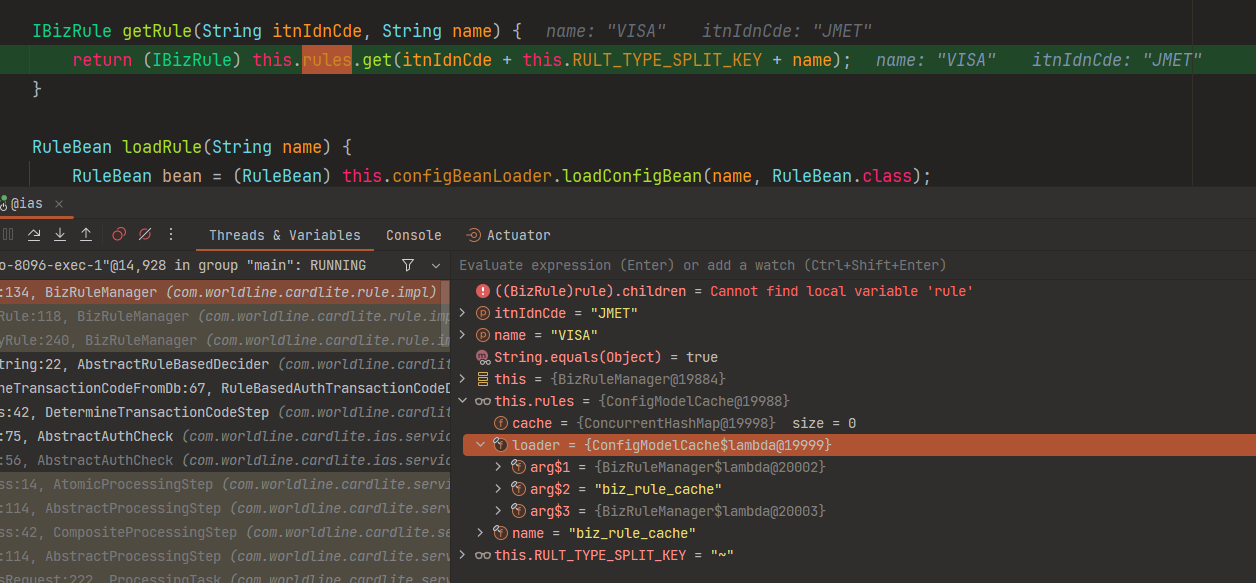 IBizRule getRule(String itnIdnCde, String name) {   name: "VISA"    itnIdnCde: "JMET"
return (IBizRule) this.rules.get(itnIdnCde + this.RULT_TYPE_SPLIT_KEY + name);   name: "VISA"    itnIdnCde: "JMET"
}
RuleBean loadRule(String name) {
RuleBean bean = (RuleBean) this.configBeanLoader.loadConfigBean(name, RuleBean.class);
@ias
Threads & Variables   Console   Actuator
o-8096-exec-1"@14,928 in group "main": RUNNING
:134, BizRuleManager (com.worldline.cardlite.rule.impl)
Rule:118, BizRuleManager (com.worldline.cardlite.rule.imp
yRule:240, BizRuleManager (com.worldline.cardlite.rule.in
tring:22, AbstractRuleBasedDecider (com.worldline.cardlit
neTransactionCodeFromDb:67, RuleBasedAuthTransactionCodeD
s:42, DetermineTransactionCodeStep (com.worldline.cardlit
:75, AbstractAuthCheck (com.worldline.cardlite.ias.servic
:56, AbstractAuthCheck (com.worldline.cardlite.ias.servic
ss:14, AtomicProcessingStep (com.worldline.cardlite.servi
:114, AbstractProcessingStep (com.worldline.cardlite.serv
ss:42, CompositeProcessingStep (com.worldline.cardlite.se
:114, AbstractProcessingStep (com.worldline.cardlite.serv
sRequest:222, ProcessingTask (com.worldline.cardlite.serv
Evaluate expression (Enter) or add a watch (Ctrl+Shift+Enter)
((BizRule)rule).children = Cannot find local variable 'rule'
itnIdnCde = "JMET"
name = "VISA"
String.equals(Object) = true
this = {BizRuleManager@19884}
this.rules = {ConfigModelCache@19988}
cache = {ConcurrentHashMap@19998}  size = 0
loader = {ConfigModelCache$lambda@19999}
arg$1 = {BizRuleManager$lambda@20002}
arg$2 = "biz_rule_cache"
arg$3 = {BizRuleManager$lambda@20003}
name = "biz_rule_cache"
this.RULT_TYPE_SPLIT_KEY = "~"